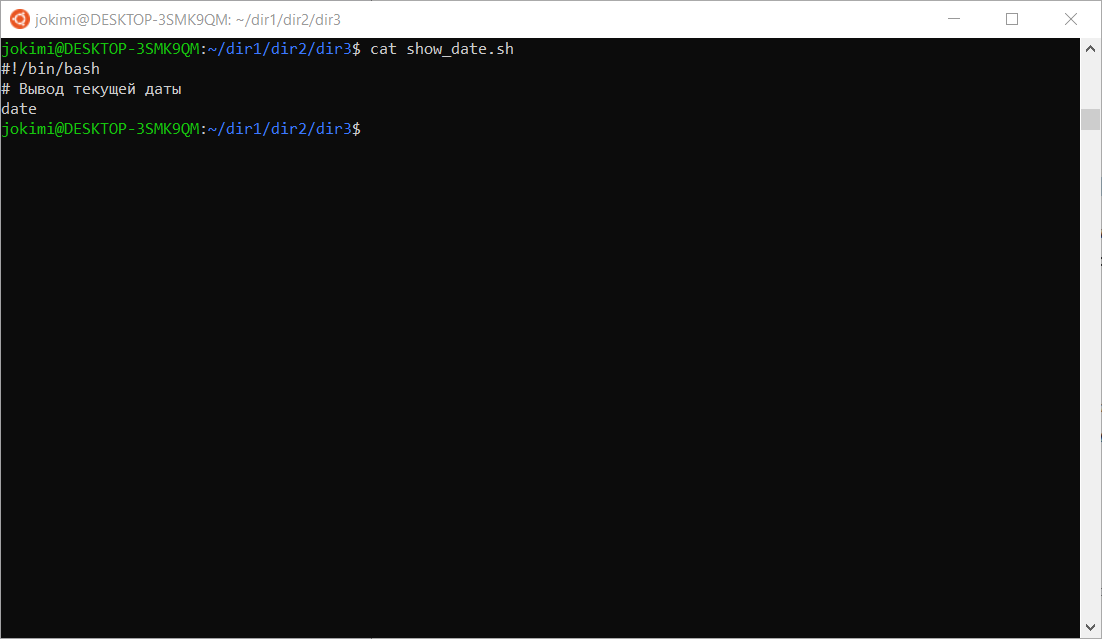 jokimi@DESKTOP-3SMK9QM: ~/dir1/dir2/dir3
jokimi@DESKTOP-3SMK9QM:~/dir1/dir2/dir3$ cat show_date.sh
#!/bin/bash
# Вывод текущей даты
date
jokimi@DESKTOP-3SMK9QM:~/dir1/dir2/dir3$